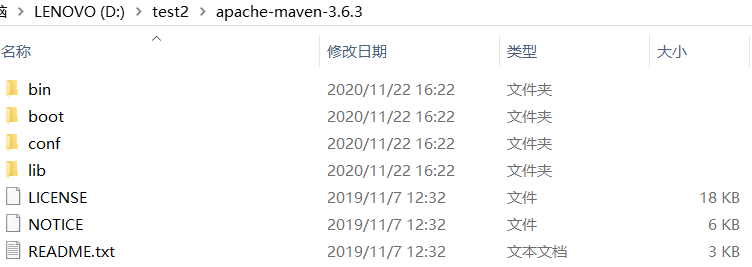 脑 > LENOVO (D:) > test2 > apache-maven-3.6.3
名称 修改日期 类型 大小
bin 2020/11/22 16:22 文件夹
boot 2020/11/22 16:22 文件夹
conf 2020/11/22 16:22 文件夹
lib 2020/11/22 16:22 文件夹
LICENSE 2019/11/7 12:32 文件 18 KB
NOTICE 2019/11/7 12:32 文件 6 KB
README.txt 2019/11/7 12:32 文本文档 3 KB